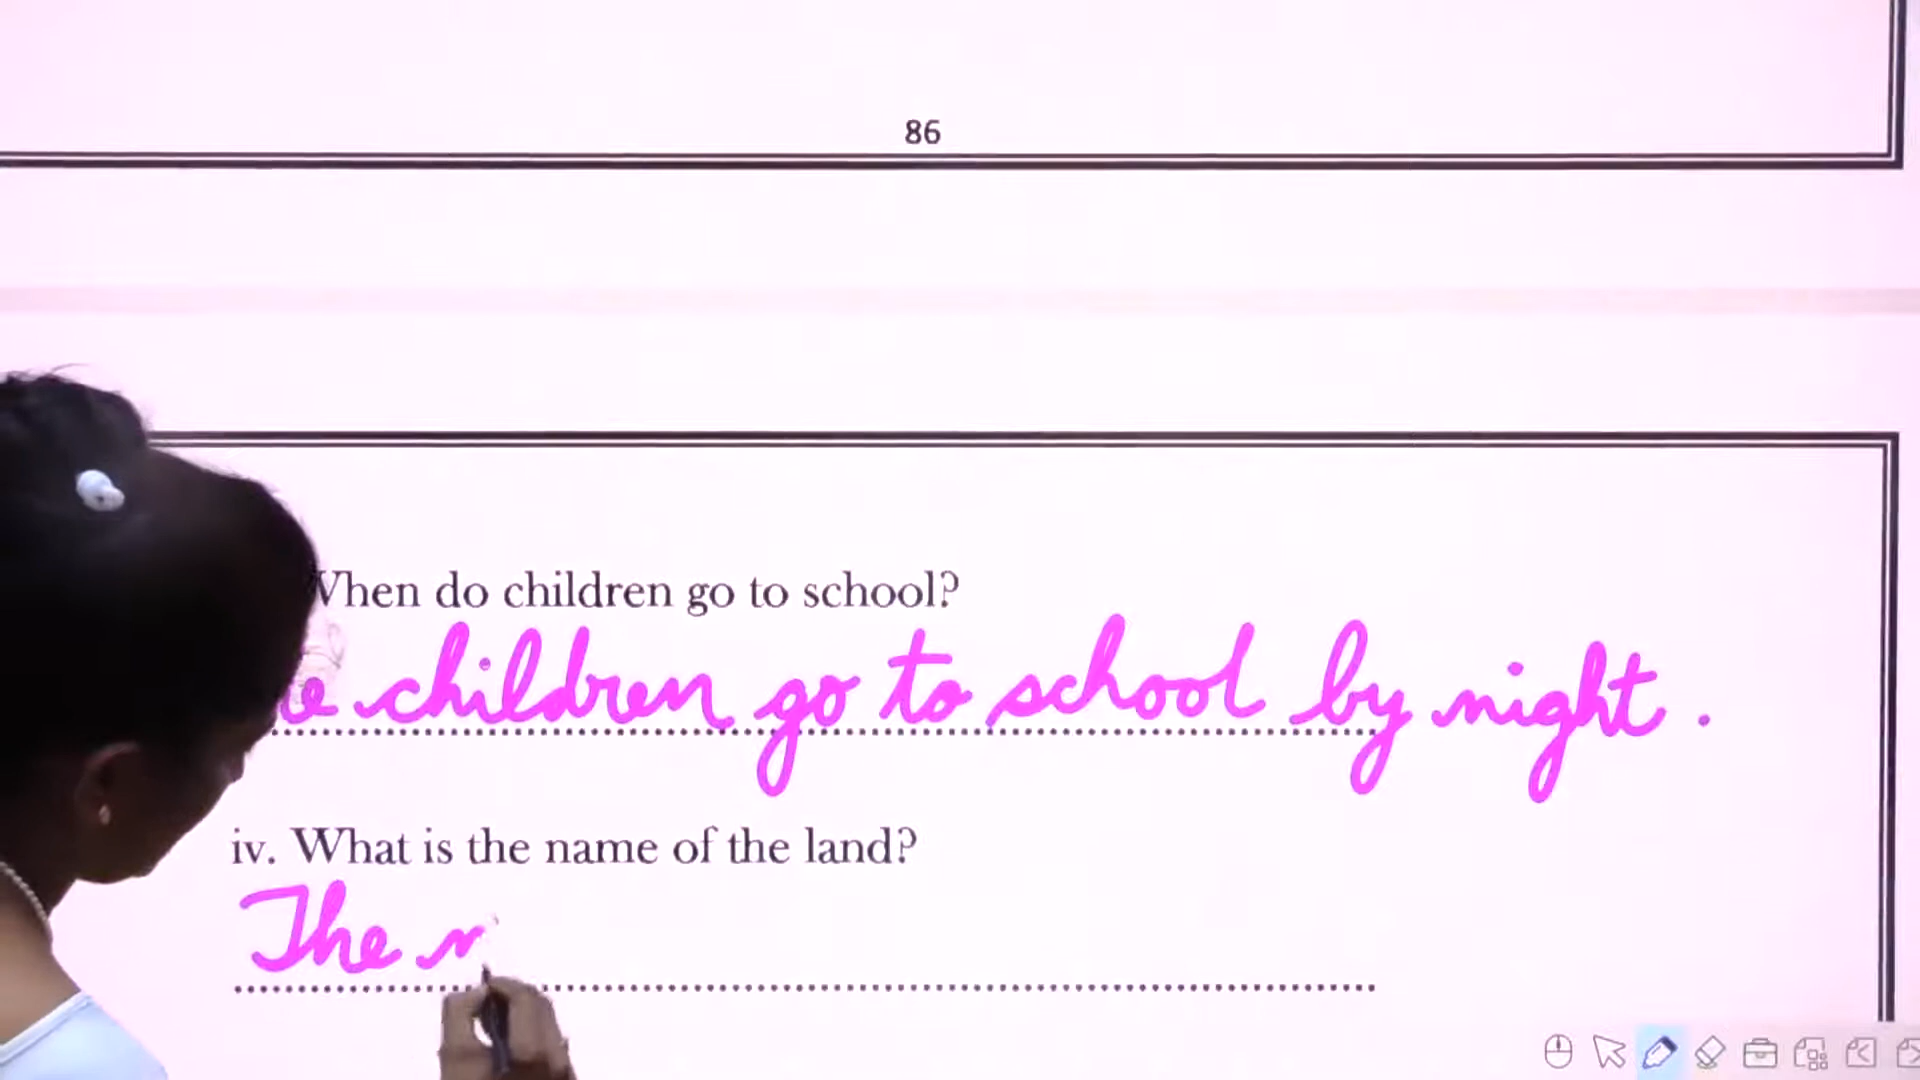 86
When do children go to school?
children go to school by night.
iv. What is the name of the land?
The